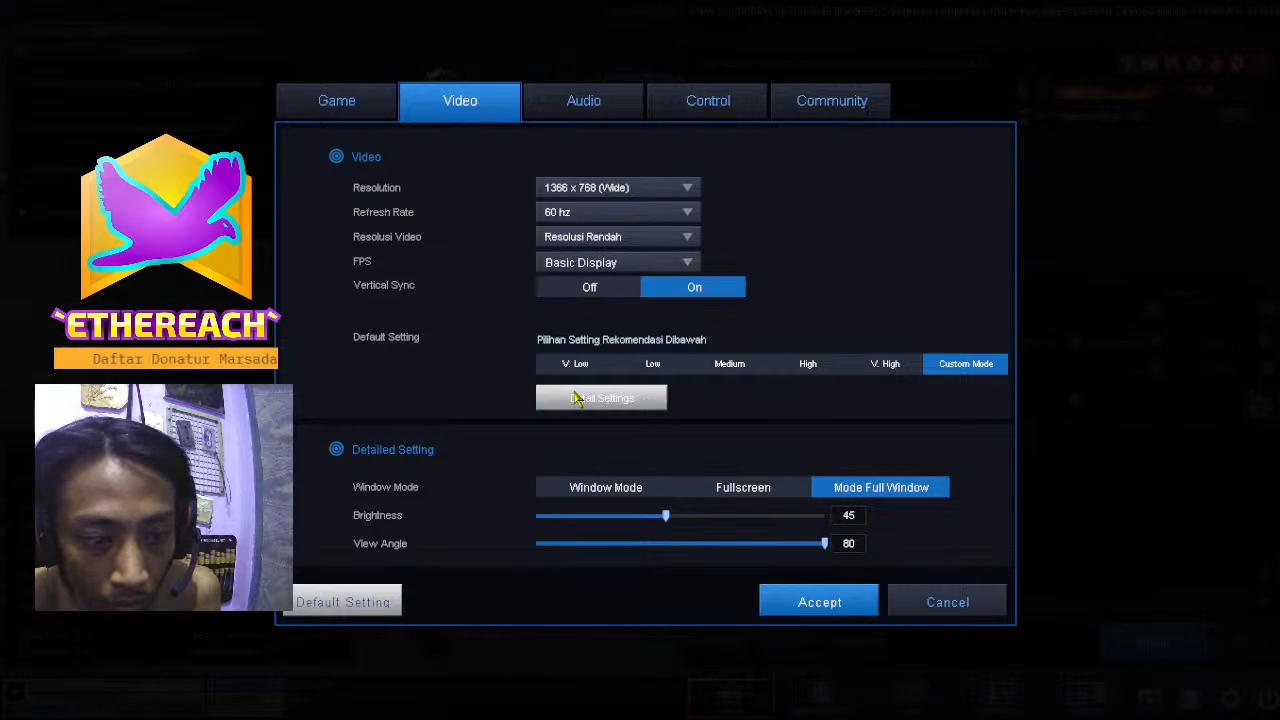 Game Video Audio Control Community
Video
Resolution 1366 x 768 (Wide)
Refresh Rate 60 hz
Resolusi Video Resolusi Rendah
FPS Basic Display
Vertical Sync Off On
Default Setting Pilihan Setting Rekomendasi Dibawah
V. Low Low Medium High V. High Custom Mode
Detail Settings
Detailed Setting
Window Mode Window Mode Fullscreen Mode Full Window
Brightness 45
View Angle 80
Default Setting Accept Cancel
`ETHEREACH`
Daftar Donatur Marsada